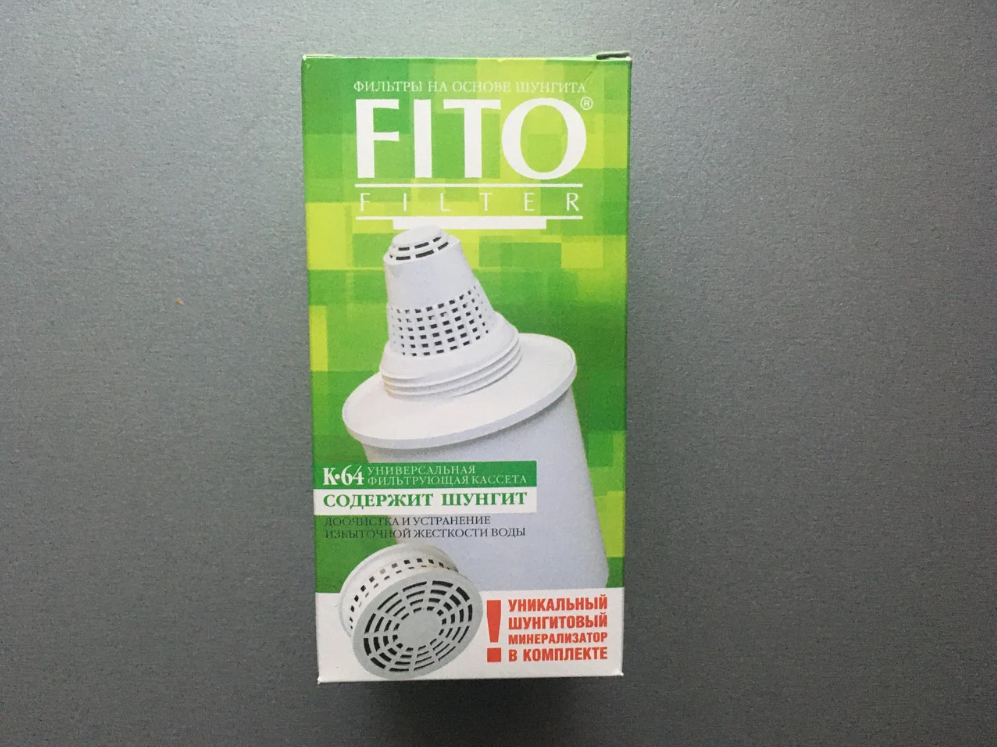 ФИЛЬТРЫ НА ОСНОВЕ ШУНГИТА
FITO®
FILTER
К·64 УНИВЕРСАЛЬНАЯ
ФИЛЬТРУЮЩАЯ КАССЕТА
СОДЕРЖИТ ШУНГИТ
ДООЧИСТКА И УСТРАНЕНИЕ
ИЗБЫТОЧНОЙ ЖЕСТКОСТИ ВОДЫ
! УНИКАЛЬНЫЙ
ШУНГИТОВЫЙ
МИНЕРАЛИЗАТОР
В КОМПЛЕКТЕ